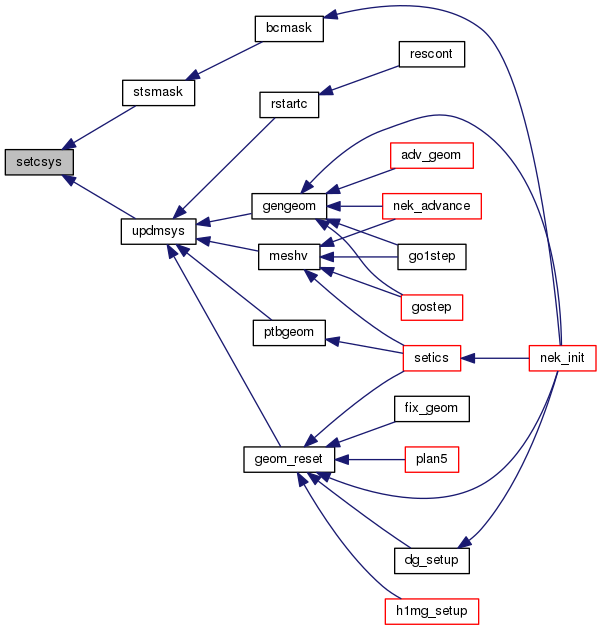 bcmask
rescont
stsmask
rstartc
setcsys
adv_geom
gengeom
nek_advance
updmsys
meshv
go1step
gostep
ptbgeom
setics
nek_init
fix_geom
geom_reset
plan5
dg_setup
h1mg_setup